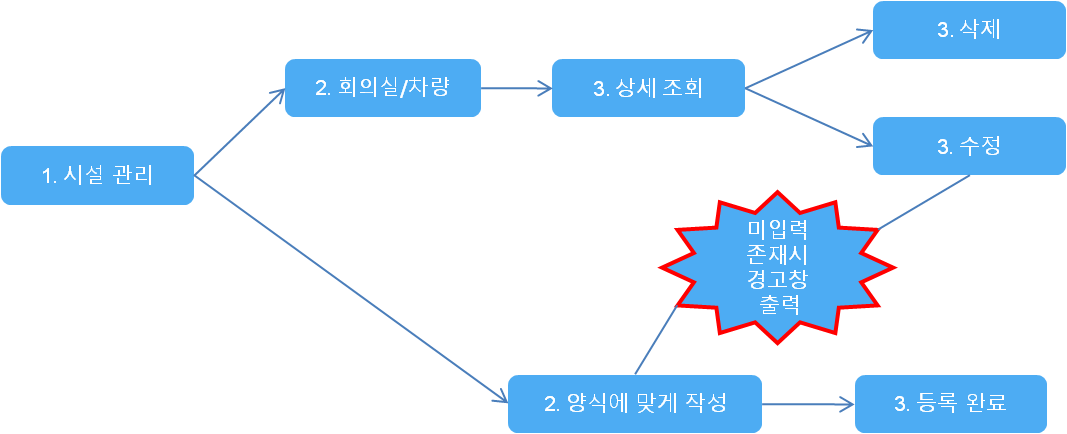 3. 삭제
2. 회의실/차량
3. 상세 조회
3. 수정
1. 시설 관리
미입력
존재시
경고창
출력
2. 양식에 맞게 작성
3. 등록 완료